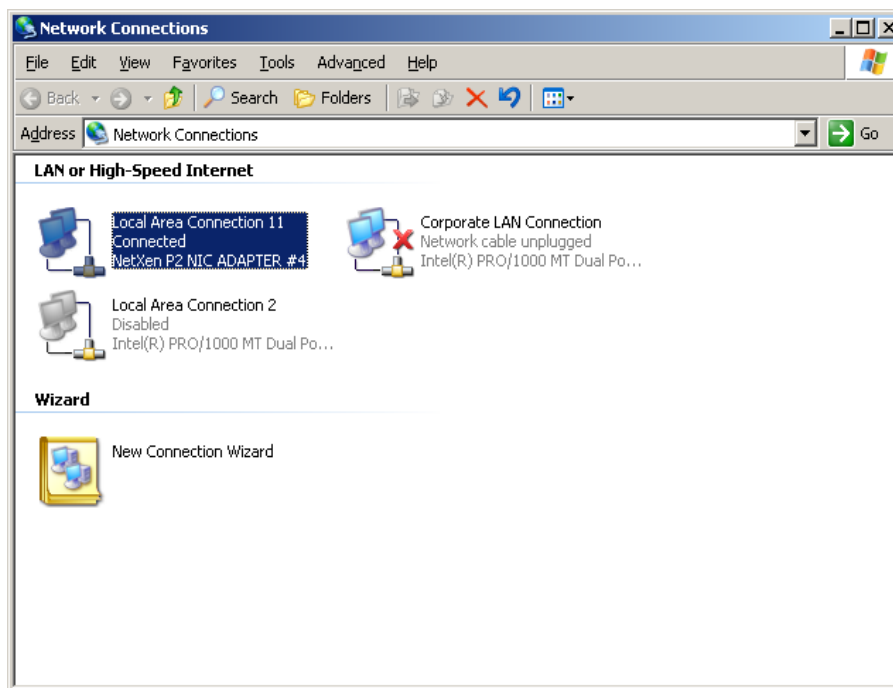 Network Connections
File Edit View Favorites Tools Advanced Help
Back Search Folders
Address Network Connections Go
LAN or High-Speed Internet
Local Area Connection 11
Connected
NetXen P2 NIC ADAPTER #4
Corporate LAN Connection
Network cable unplugged
Intel(R) PRO/1000 MT Dual Po...
Local Area Connection 2
Disabled
Intel(R) PRO/1000 MT Dual Po...
Wizard
New Connection Wizard